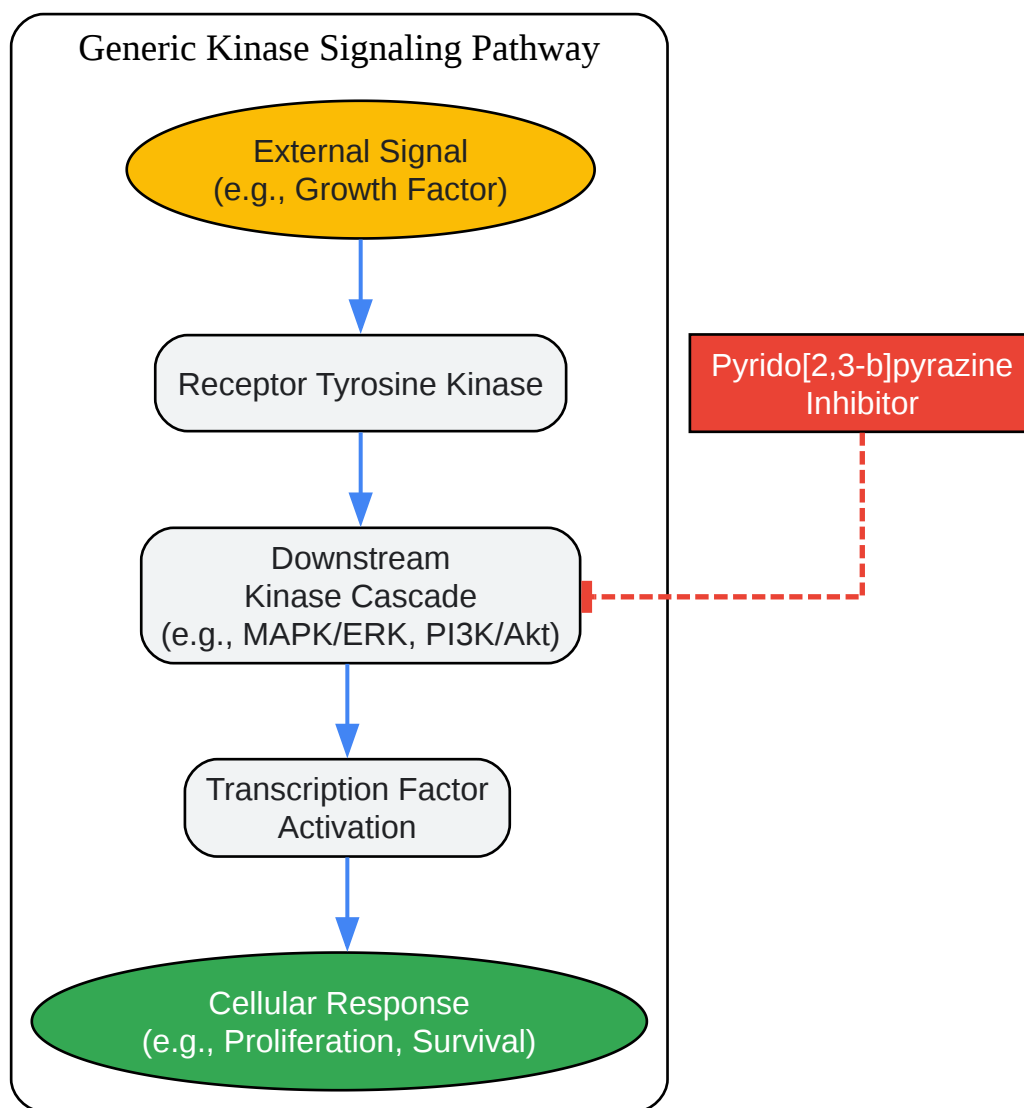 Generic Kinase Signaling Pathway
External Signal
(e.g., Growth Factor)
Receptor Tyrosine Kinase
Pyrido[2,3-b]pyrazine
Inhibitor
Downstream
Kinase Cascade
(e.g., MAPK/ERK, PI3K/Akt)
Transcription Factor
Activation
Cellular Response
(e.g., Proliferation, Survival)